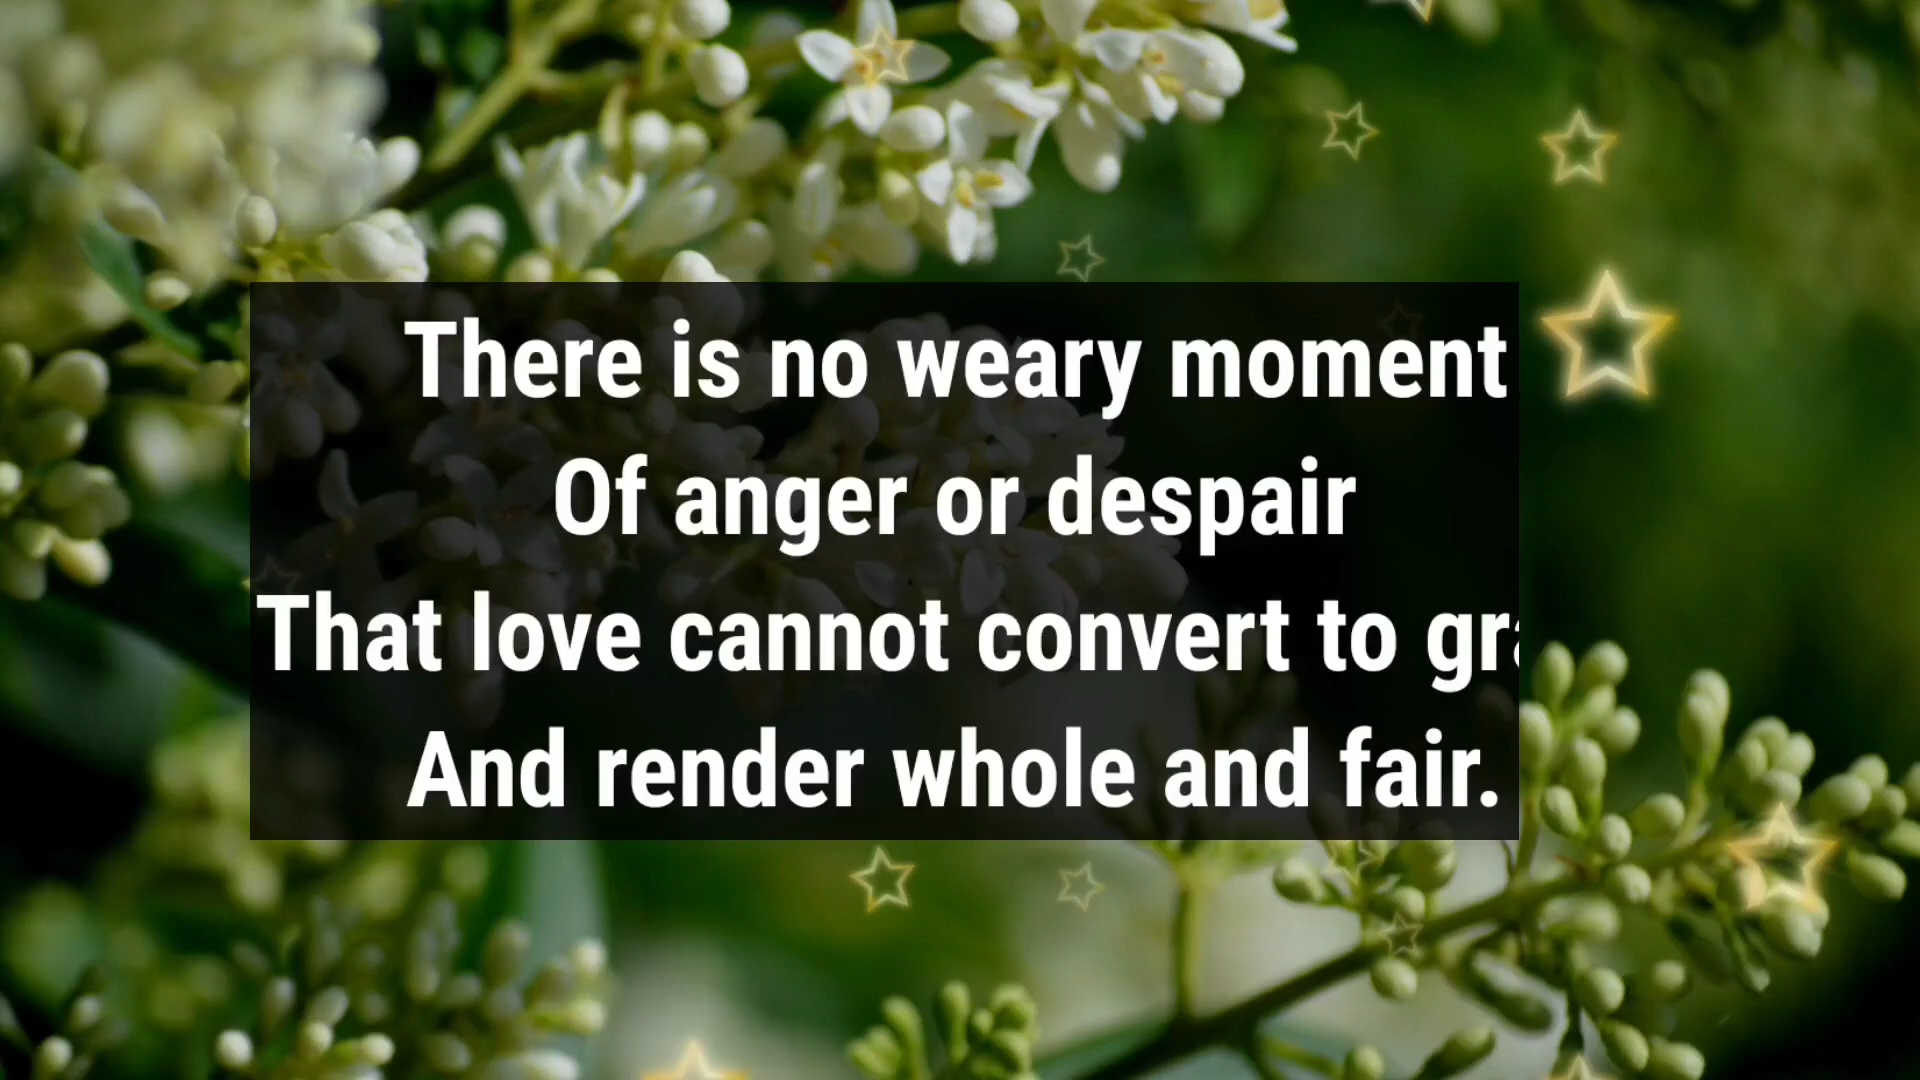 There is no weary moment
Of anger or despair
That love cannot convert to
And render whole and fair.